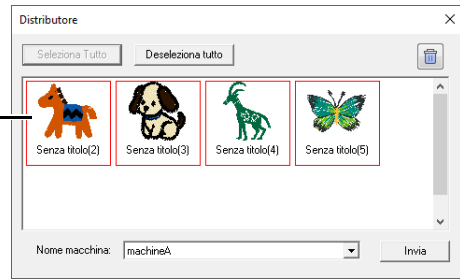 Distributore
Seleziona Tutto Deseleziona tutto
Senza titolo(2) Senza titolo(3) Senza titolo(4) Senza titolo(5)
Nome macchina: machineA Invia